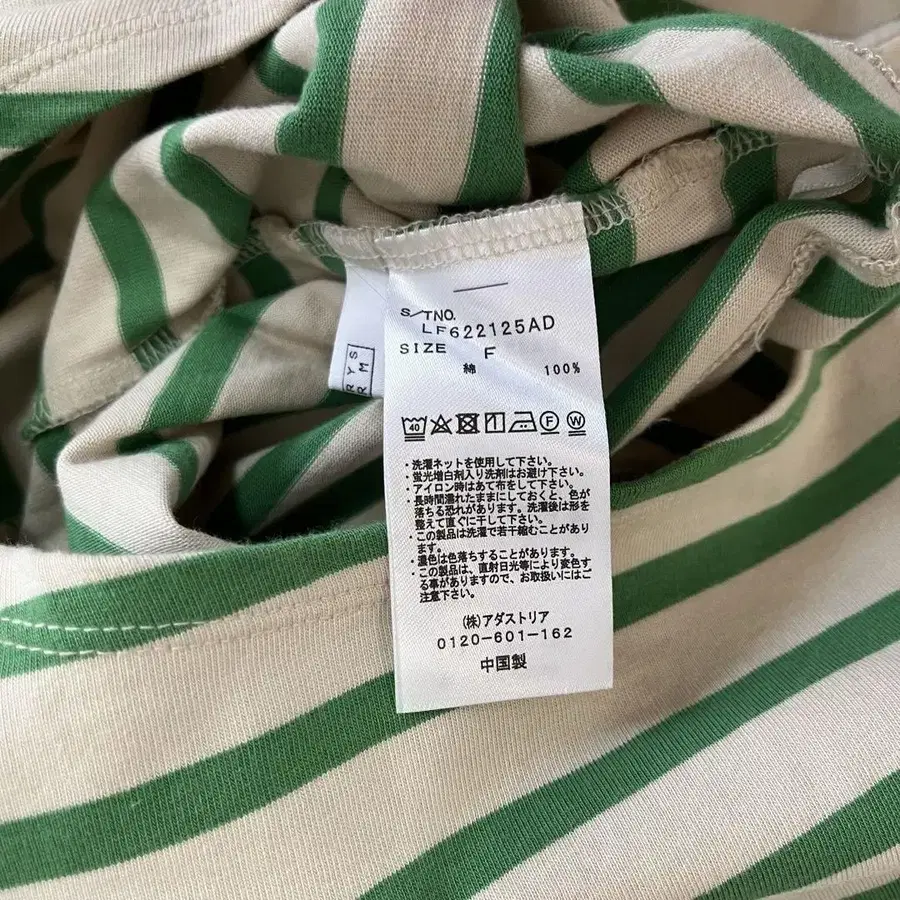 S/TNO.
LF622125AD
SIZE F
綿 100%
40 F W
・洗濯ネットを使用して下さい。
・蛍光増白剤入り洗剤はお避け下さい。
・アイロン時はあて布をして下さい。
・長時間濡れたままにしておくと、色が
落ちる恐れがあります。洗濯後は形を
整えて直ぐに干して下さい。
・この製品は洗濯で若干縮むことがあり
ます。
・濃色は色落ちすることがあります。
・この製品は、直射日光等により変色す
る事がありますので、お取扱いにはご
注意下さい。
(株)アダストリア
0120-601-162
中国製
RYS
RM